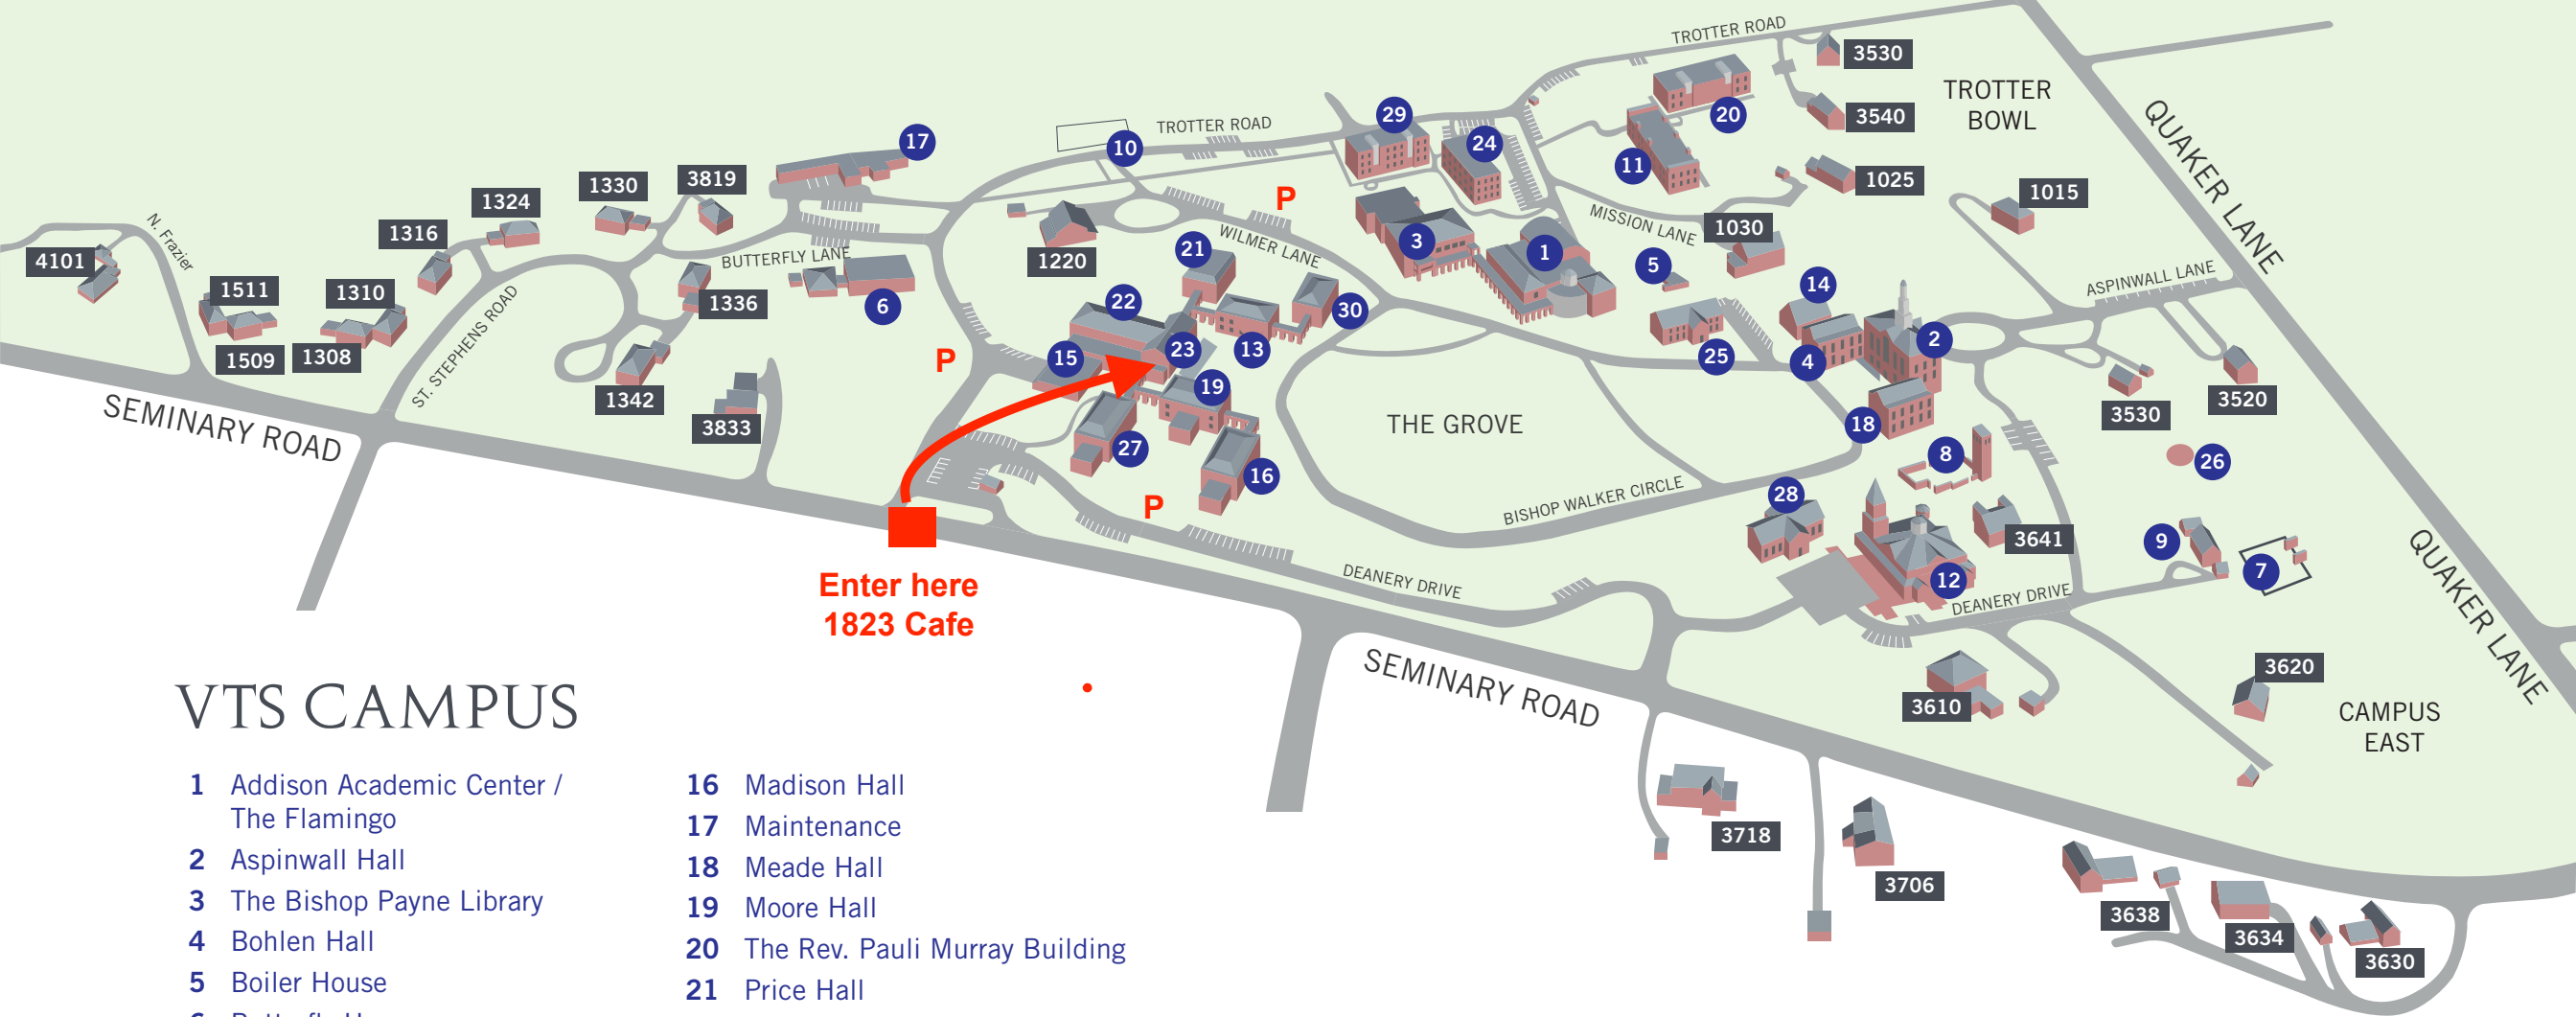 TROTTER ROAD
3530
TROTTER
BOWL
QUAKER LANE
3540
20
29
24
11
17
10
TROTTER ROAD
1025
1015
1330
3819
1324
1316
N. Frazier
4101
P
MISSION LANE
1030
3
1
5
21
WILMER LANE
1220
BUTTERFLY LANE
6
1511
1310
1336
ASPINWALL LANE
14
22
30
1509
1308
ST. STEPHENS ROAD
P
15
23
13
25
4
2
1342
19
3530
3520
SEMINARY ROAD
3833
THE GROVE
18
27
16
8
26
P
BISHOP WALKER CIRCLE
28
3641
9
7
QUAKER LANE
Enter here
1823 Cafe
DEANERY DRIVE
12
DEANERY DRIVE
SEMINARY ROAD
3610
3620
CAMPUS
EAST
3718
3706
3638
3634
3630
VTS CAMPUS
1 Addison Academic Center /
The Flamingo
2 Aspinwall Hall
3 The Bishop Payne Library
4 Bohlen Hall
5 Boiler House
16 Madison Hall
17 Maintenance
18 Meade Hall
19 Moore Hall
20 The Rev. Pauli Murray Building
21 Price Hall